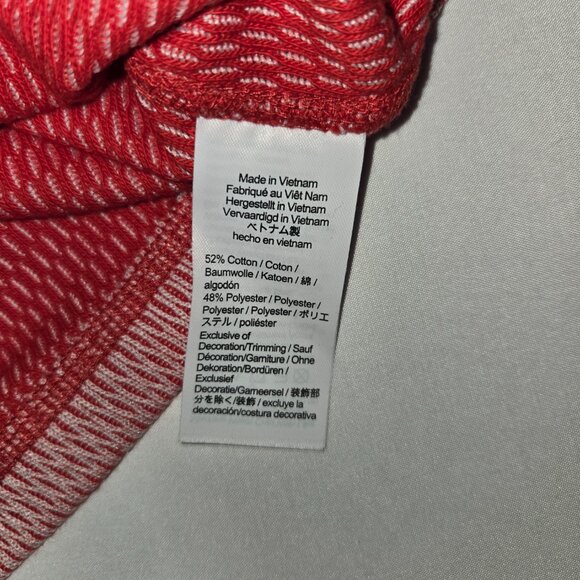 Made in Vietnam
Fabriqué au Viêt Nam
Hergestellt in Vietnam
Vervaardigd in Vietnam
ベトナム製
hecho en vietnam
52% Cotton / Coton /
Baumwolle / Katoen / 綿 /
algodón
48% Polyester / Polyester /
Polyester / Polyester / ポリエ
ステル / poliéster
Exclusive of
Decoration/Trimming / Sauf
Décoration/Garniture / Ohne
Dekoration/Bordüren /
Exclusief
Decoratie/Garneersel / 装飾部
分を除く/装飾 / excluye la
decoración/costura decorativa